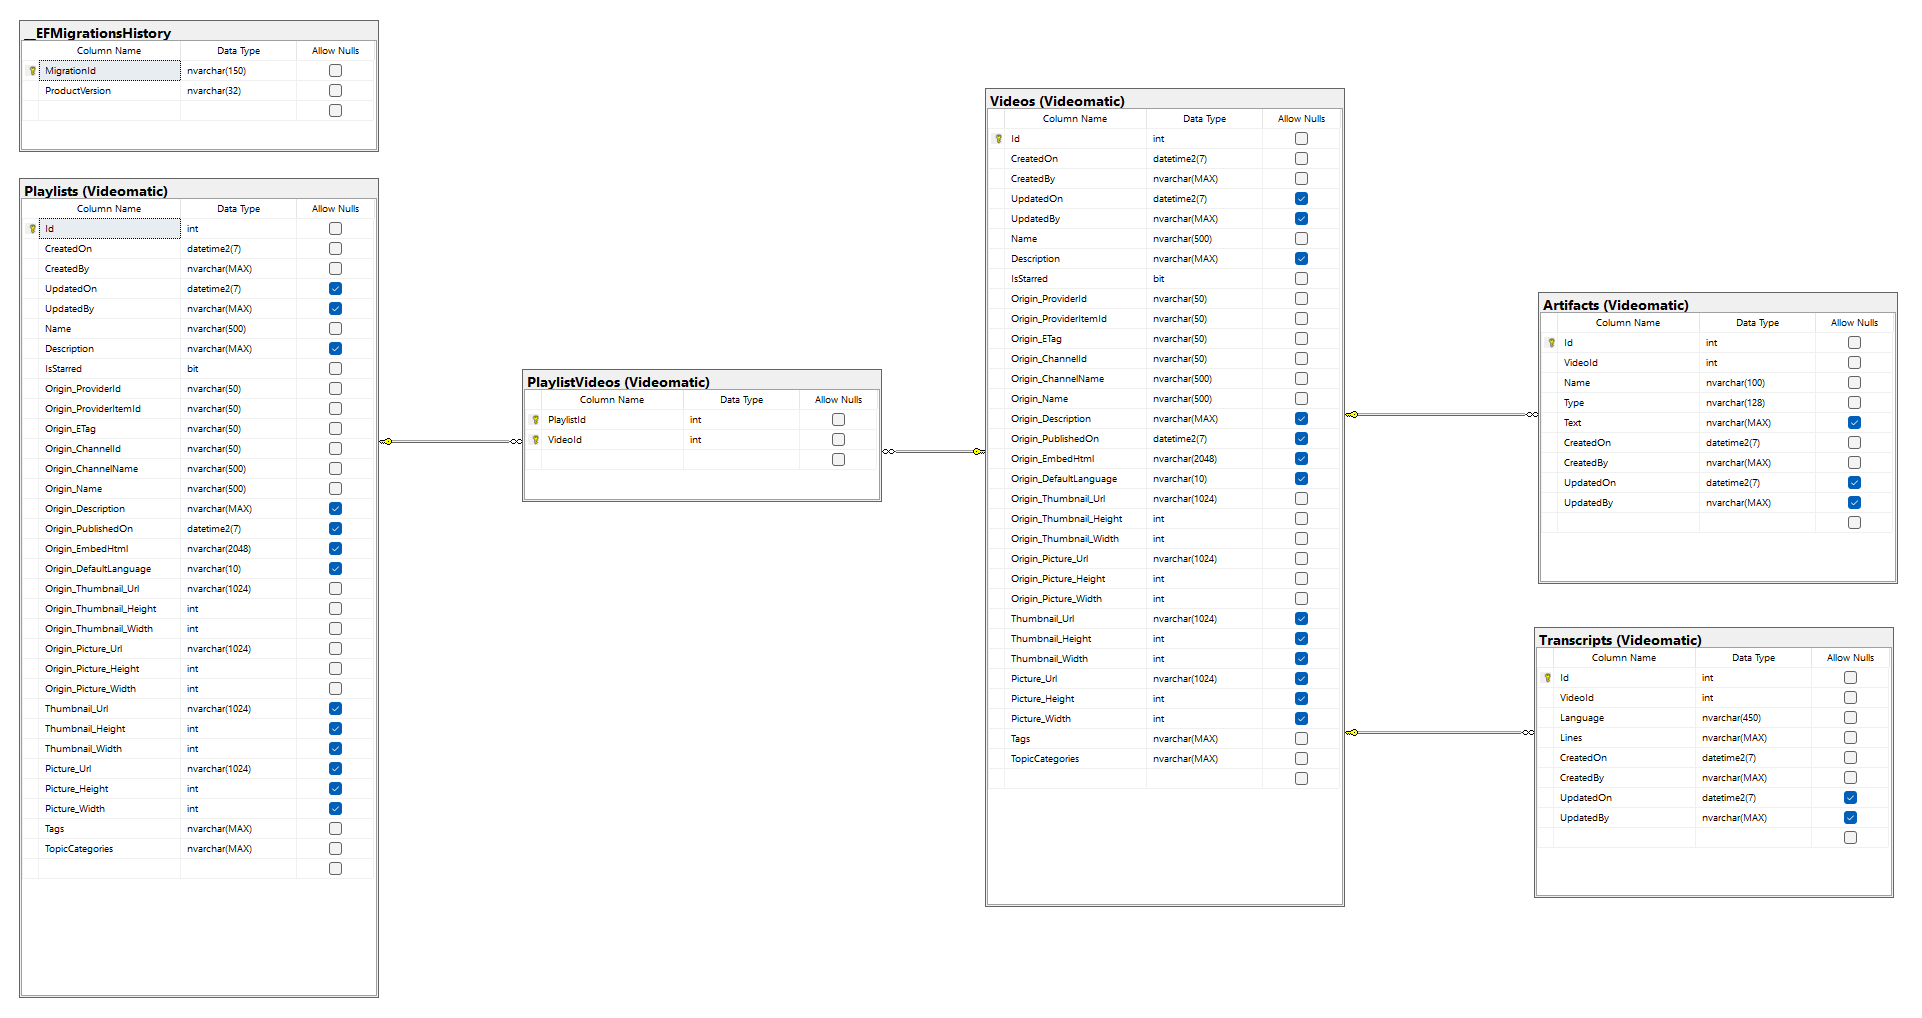 __EFMigrationsHistory
Column Name Data Type Allow Nulls
MigrationId nvarchar(150)
ProductVersion nvarchar(32)
Playlists (Videomatic)
Column Name Data Type Allow Nulls
Id int
CreatedOn datetime2(7)
CreatedBy nvarchar(MAX)
UpdatedOn datetime2(7)
UpdatedBy nvarchar(MAX)
Name nvarchar(500)
Description nvarchar(MAX)
IsStarred bit
Origin_ProviderId nvarchar(50)
Origin_ProviderItemId nvarchar(50)
Origin_ETag nvarchar(50)
Origin_ChannelId nvarchar(50)
Origin_ChannelName nvarchar(500)
Origin_Name nvarchar(500)
Origin_Description nvarchar(MAX)
Origin_PublishedOn datetime2(7)
Origin_EmbedHtml nvarchar(2048)
Origin_DefaultLanguage nvarchar(10)
Origin_Thumbnail_Url nvarchar(1024)
Origin_Thumbnail_Height int
Origin_Thumbnail_Width int
Origin_Picture_Url nvarchar(1024)
Origin_Picture_Height int
Origin_Picture_Width int
Thumbnail_Url nvarchar(1024)
Thumbnail_Height int
Thumbnail_Width int
Picture_Url nvarchar(1024)
Picture_Height int
Picture_Width int
Tags nvarchar(MAX)
TopicCategories nvarchar(MAX)
PlaylistVideos (Videomatic)
Column Name Data Type Allow Nulls
PlaylistId int
VideoId int
Videos (Videomatic)
Column Name Data Type Allow Nulls
Id int
CreatedOn datetime2(7)
CreatedBy nvarchar(MAX)
UpdatedOn datetime2(7)
UpdatedBy nvarchar(MAX)
Name nvarchar(500)
Description nvarchar(MAX)
IsStarred bit
Origin_ProviderId nvarchar(50)
Origin_ProviderItemId nvarchar(50)
Origin_ETag nvarchar(50)
Origin_ChannelId nvarchar(50)
Origin_ChannelName nvarchar(500)
Origin_Name nvarchar(500)
Origin_Description nvarchar(MAX)
Origin_PublishedOn datetime2(7)
Origin_EmbedHtml nvarchar(2048)
Origin_DefaultLanguage nvarchar(10)
Origin_Thumbnail_Url nvarchar(1024)
Origin_Thumbnail_Height int
Origin_Thumbnail_Width int
Origin_Picture_Url nvarchar(1024)
Origin_Picture_Height int
Origin_Picture_Width int
Thumbnail_Url nvarchar(1024)
Thumbnail_Height int
Thumbnail_Width int
Picture_Url nvarchar(1024)
Picture_Height int
Picture_Width int
Tags nvarchar(MAX)
TopicCategories nvarchar(MAX)
Artifacts (Videomatic)
Column Name Data Type Allow Nulls
Id int
VideoId int
Name nvarchar(100)
Type nvarchar(128)
Text nvarchar(MAX)
CreatedOn datetime2(7)
CreatedBy nvarchar(MAX)
UpdatedOn datetime2(7)
UpdatedBy nvarchar(MAX)
Transcripts (Videomatic)
Column Name Data Type Allow Nulls
Id int
VideoId int
Language nvarchar(450)
Lines nvarchar(MAX)
CreatedOn datetime2(7)
CreatedBy nvarchar(MAX)
UpdatedOn datetime2(7)
UpdatedBy nvarchar(MAX)